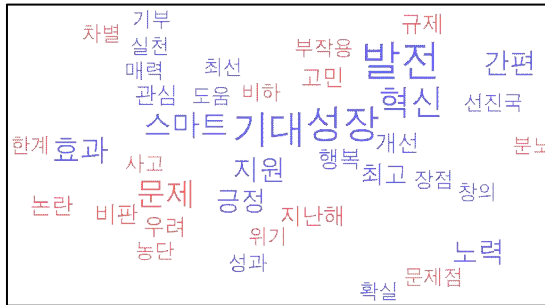 기부
규제
차별
실천
부작용
발전
간편
매력
최선
고민
관심
도움
비하
혁신
선진국
스마트
기대
성장
개선
분노
한계
효과
행복
사고
지원
최고
장점
창의
문제
긍정
논란
비판
우려
지난해
위기
농단
노력
성과
문제점
확실